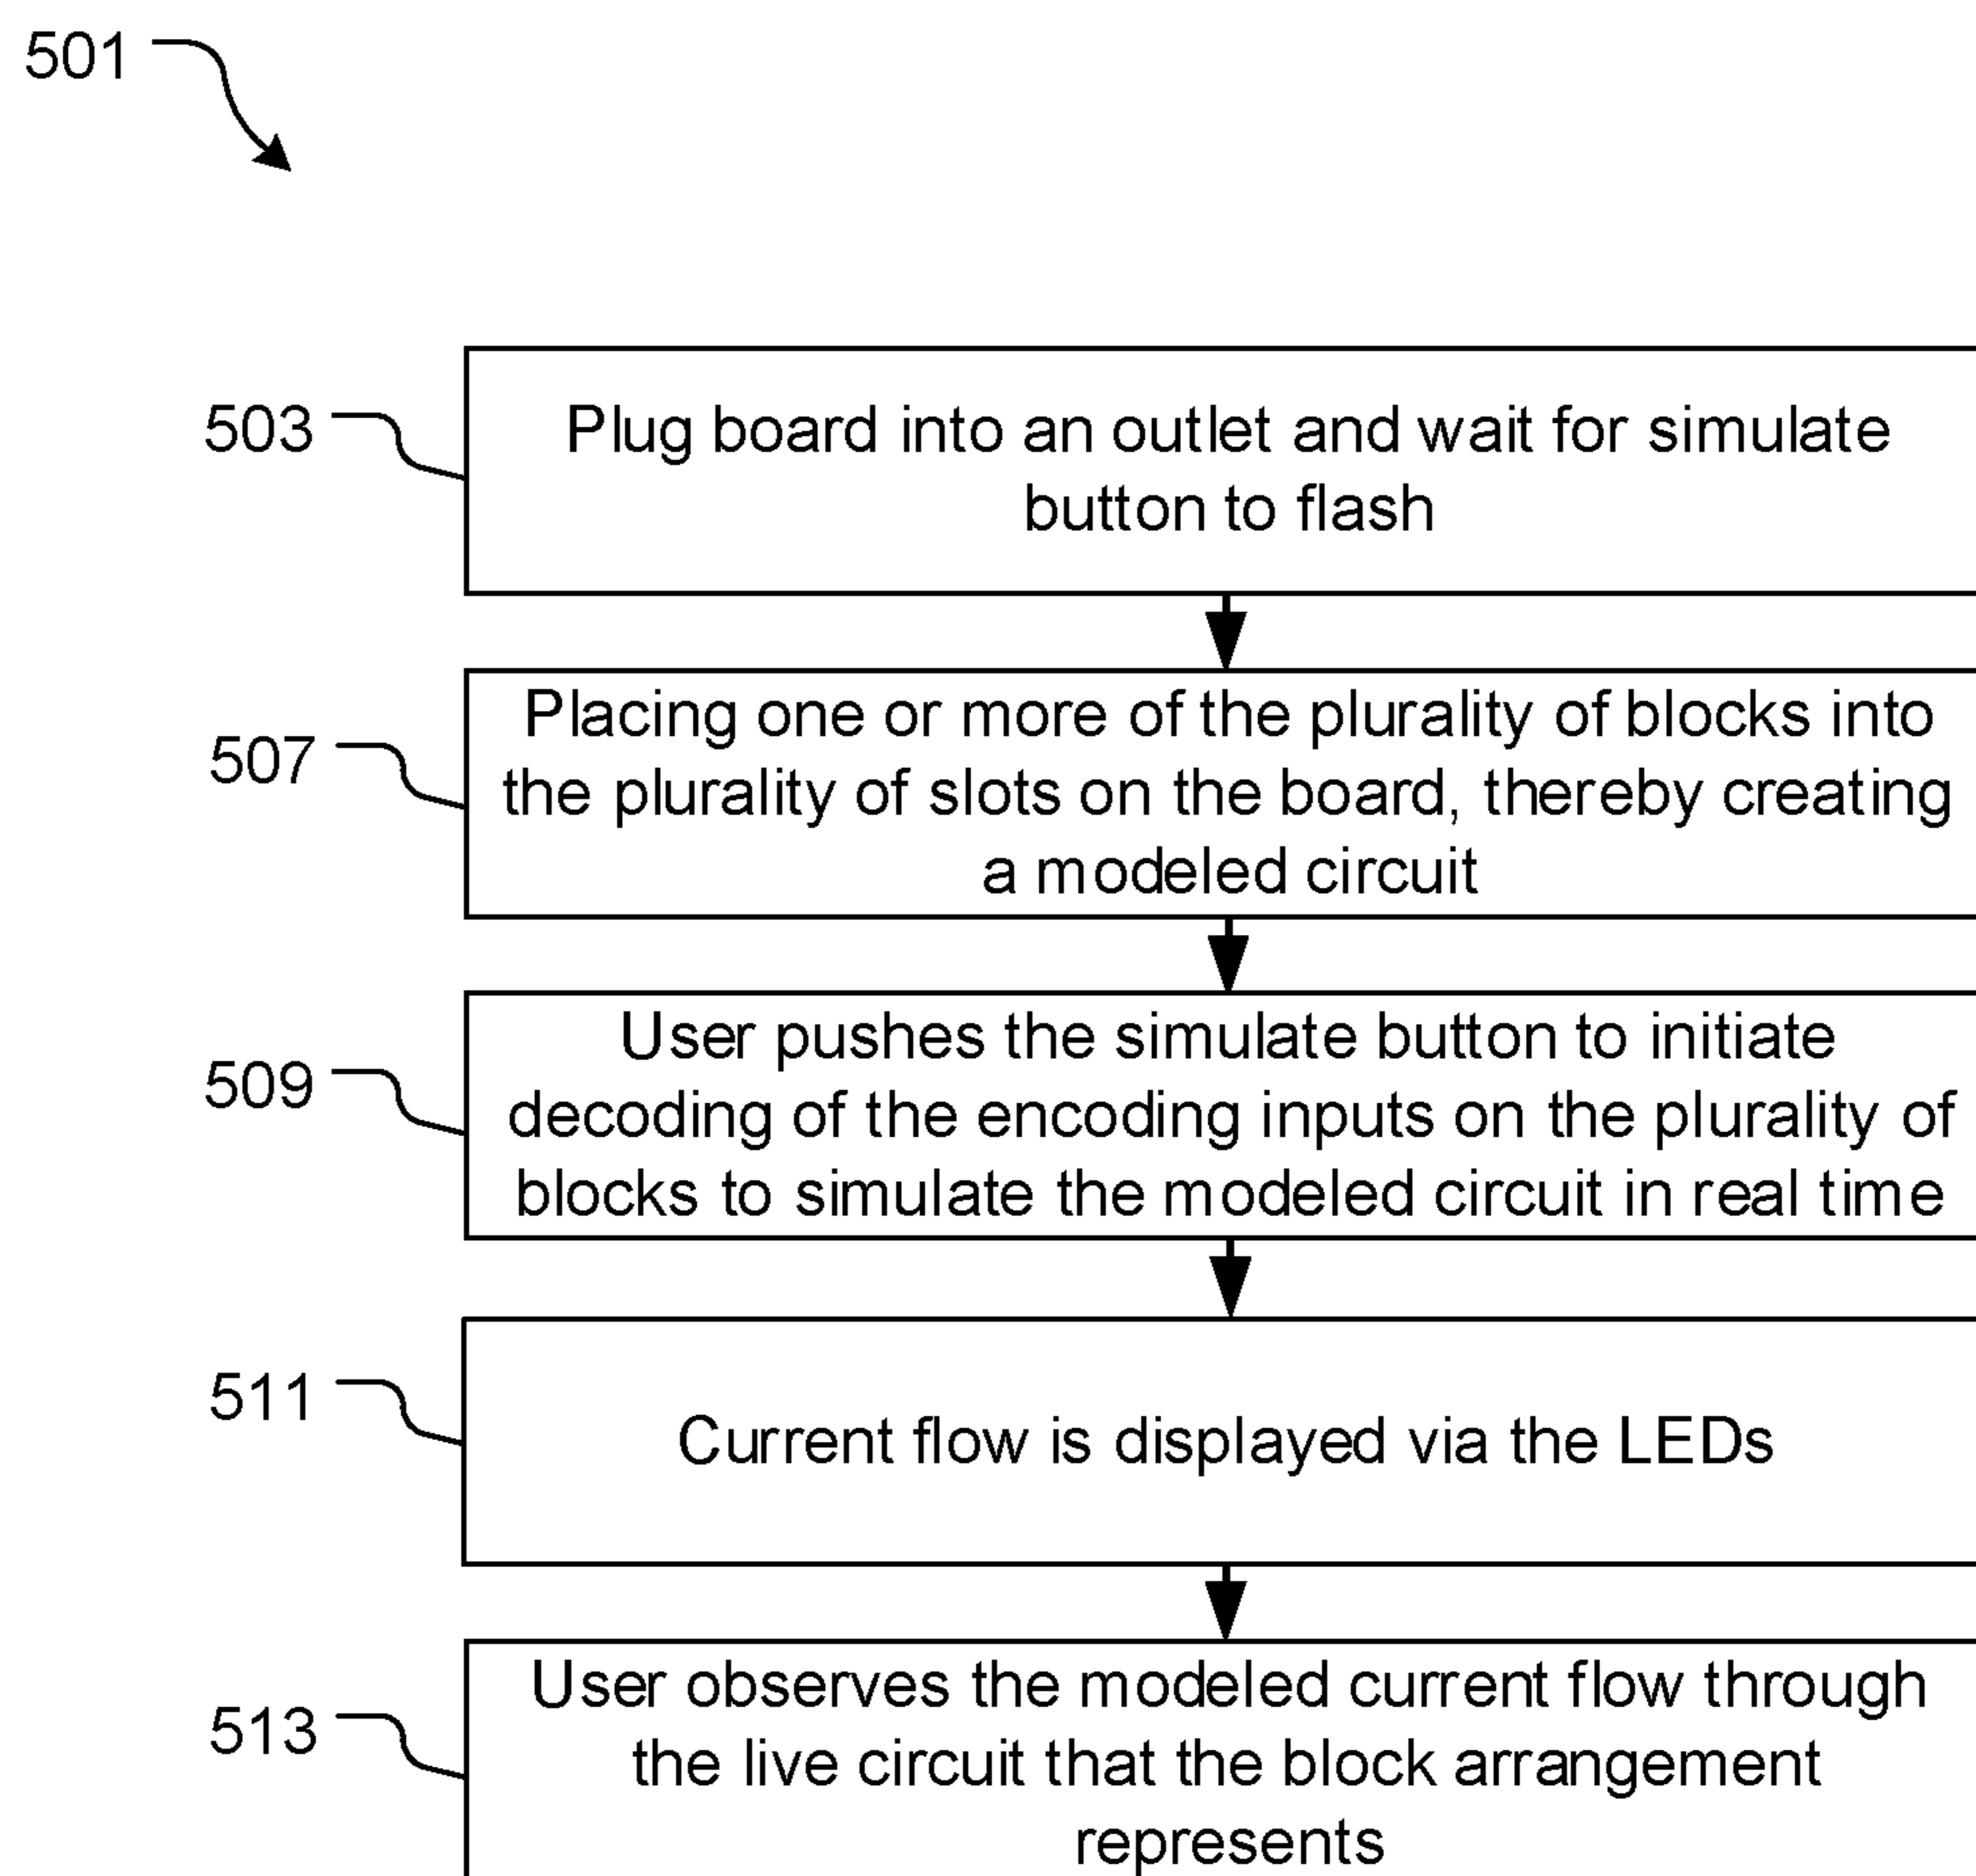 501
503
Plug board into an outlet and wait for simulate
button to flash
507
Placing one or more of the plurality of blocks into
the plurality of slots on the board, thereby creating
a modeled circuit
509
User pushes the simulate button to initiate
decoding of the encoding inputs on the plurality of
blocks to simulate the modeled circuit in real time
511
Current flow is displayed via the LEDs
513
User observes the modeled current flow through
the live circuit that the block arrangement
represents